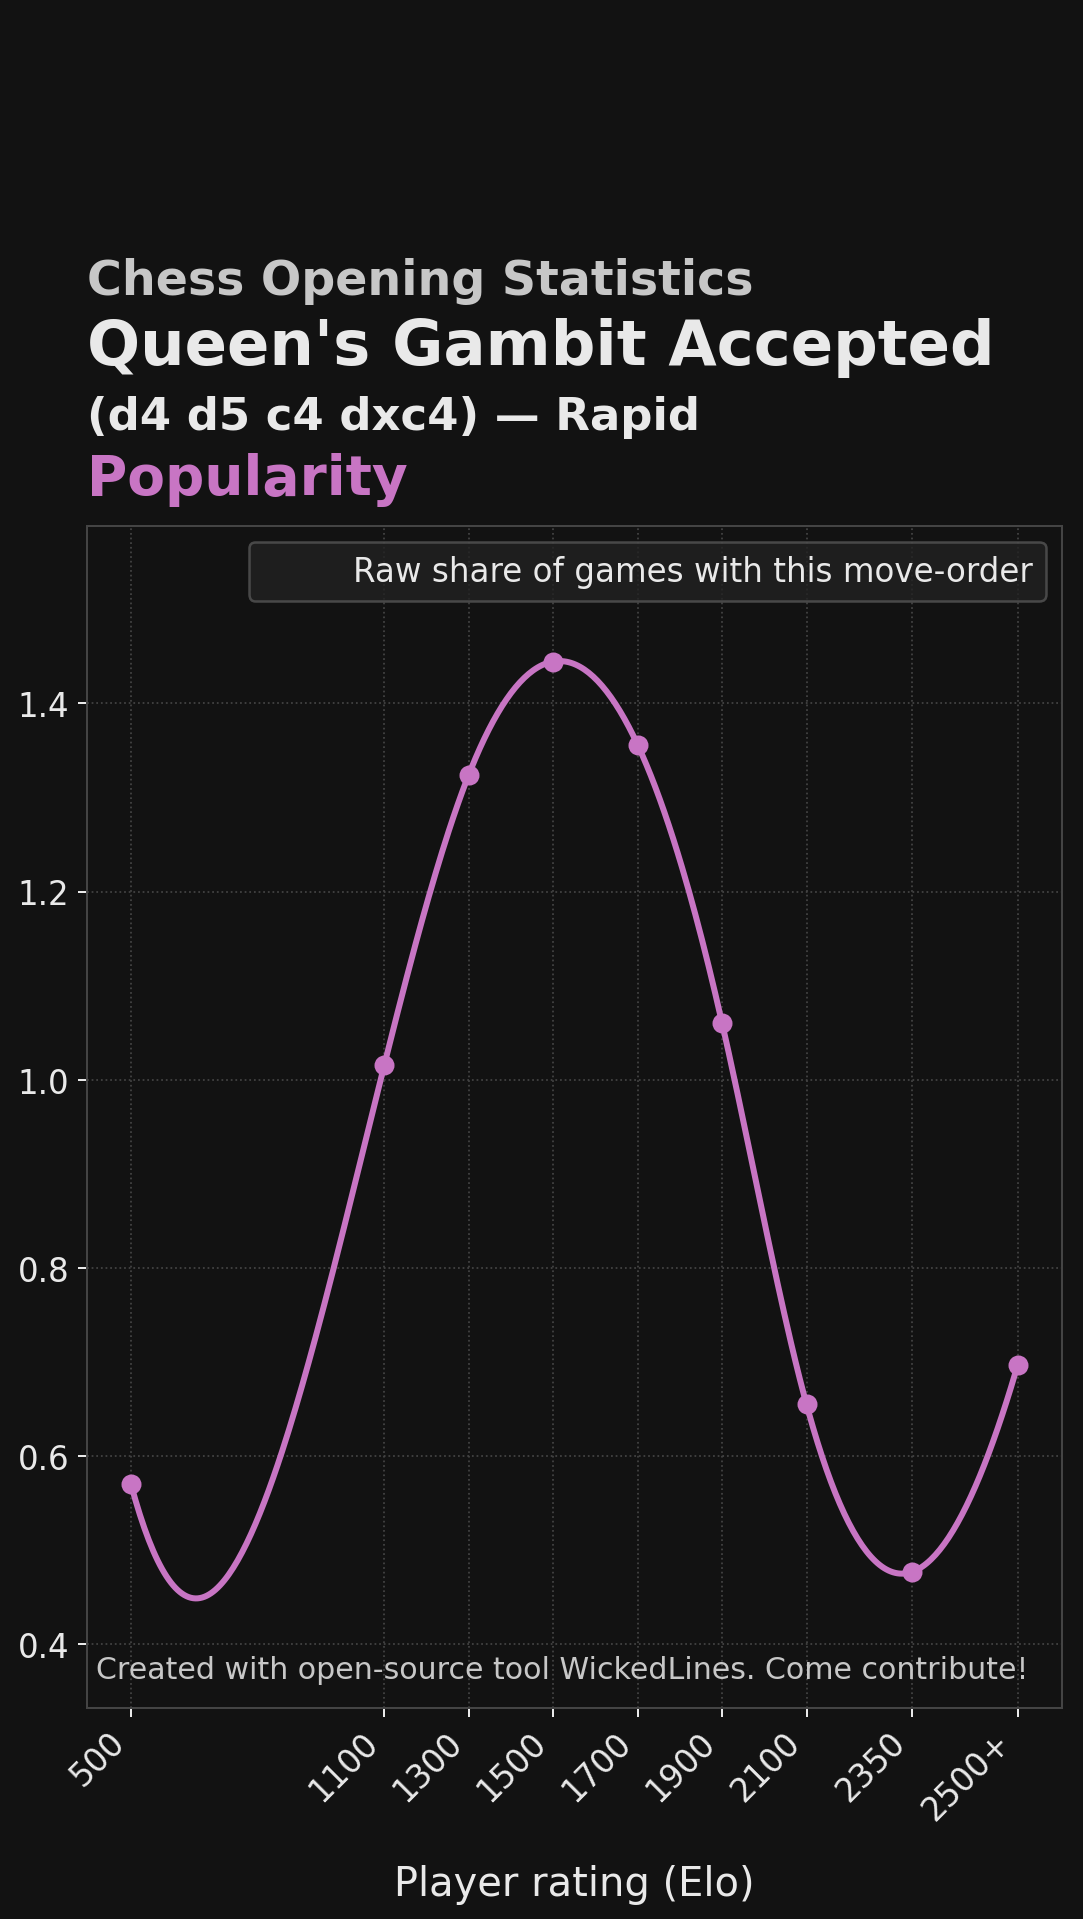 Chess Opening Statistics
Queen's Gambit Accepted
(d4 d5 c4 dxc4) — Rapid
Popularity
Raw share of games with this move-order
1.4
1.2
1.0
0.8
0.6
0.4
Created with open-source tool WickedLines. Come contribute!
500 1100 1300 1500 1700 1900 2100 2350 2500+
Player rating (Elo)